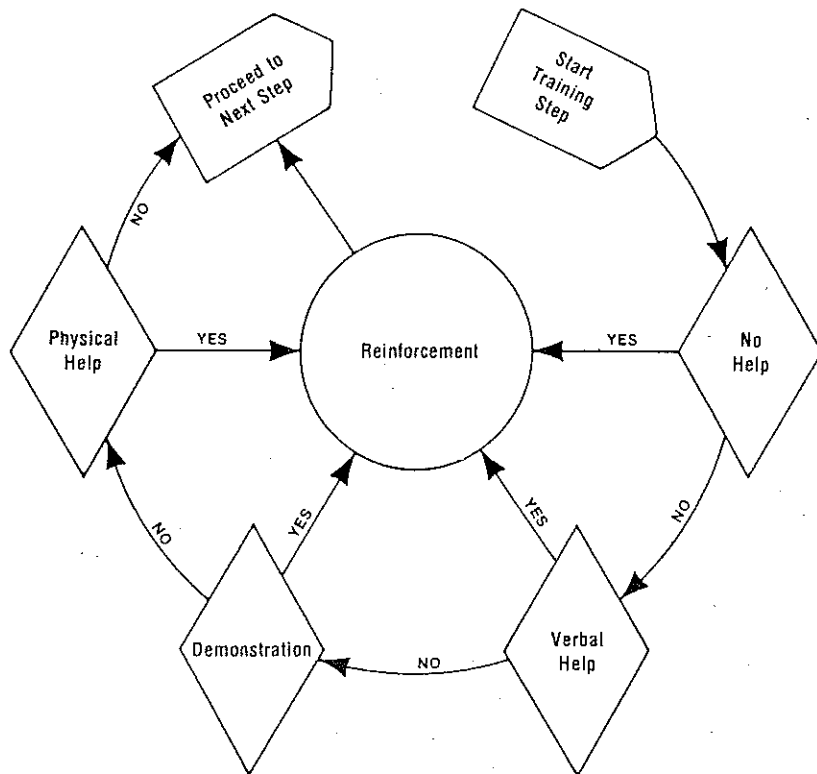 Proceed to
Next Step
Start
Training
Step
NO
Physical
Help
YES
Reinforcement
YES
No
Help
NO
YES
YES
NO
Demonstration
NO
Verbal
Help